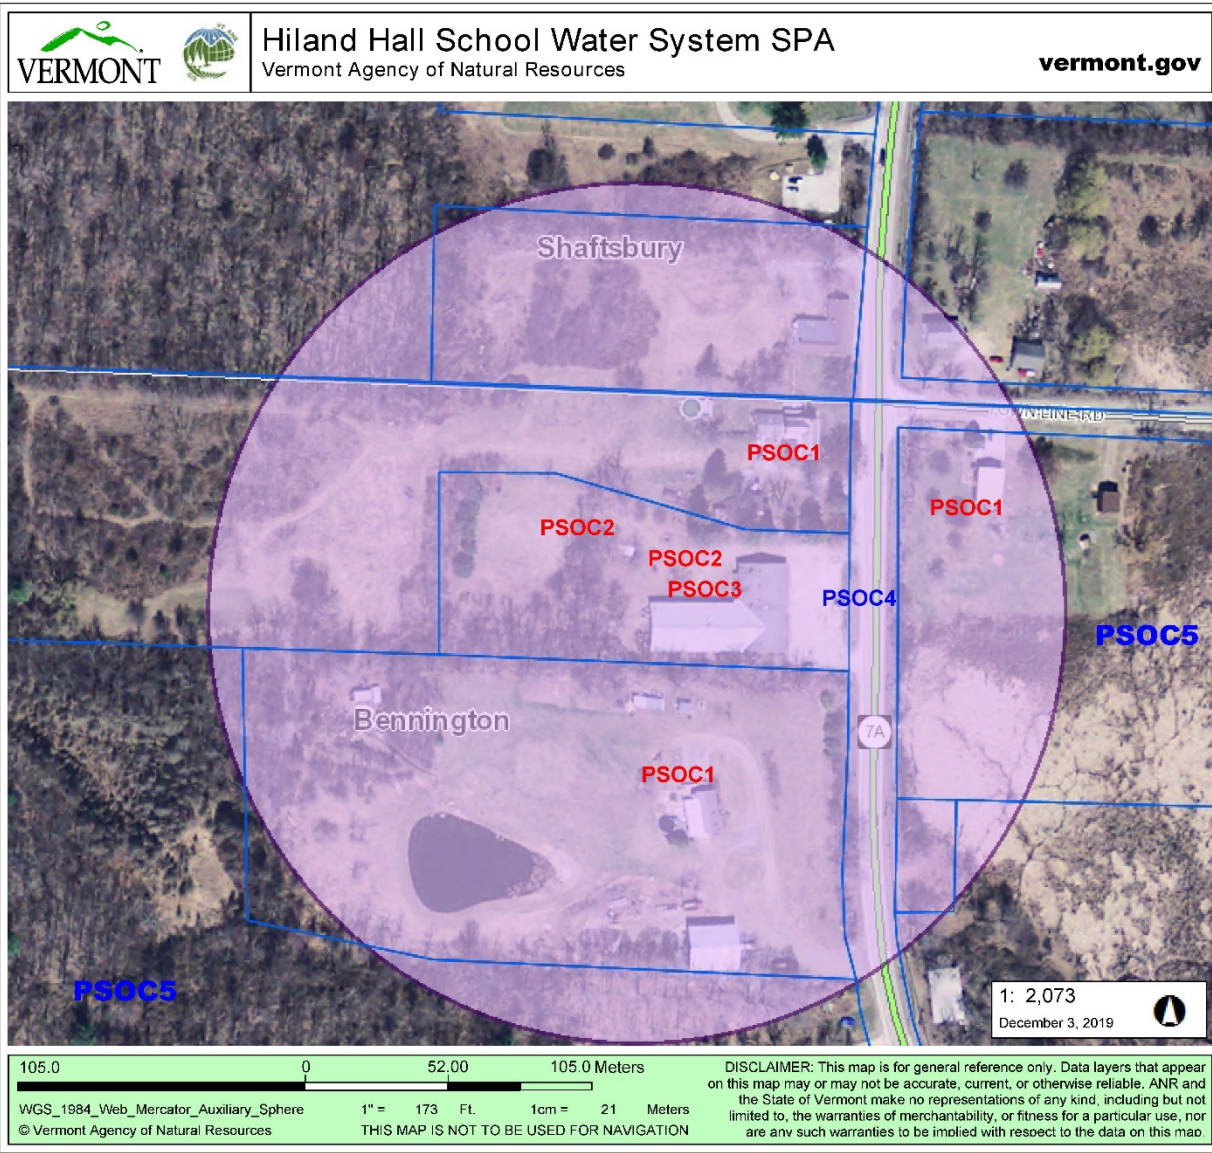 VERMONT
Hiland Hall School Water System SPA
Vermont Agency of Natural Resources
vermont.gov
Shaftsbury
TOWN LINE RD
PSOC1
PSOC1
PSOC2
PSOC2
PSOC3
PSOC4
PSOC5
Bennington
7A
PSOC1
PSOC5
1: 2,073
December 3, 2019
105.0 0 52.00 105.0 Meters
WGS_1984_Web_Mercator_Auxiliary_Sphere 1" = 173 Ft. 1cm = 21 Meters
© Vermont Agency of Natural Resources THIS MAP IS NOT TO BE USED FOR NAVIGATION
DISCLAIMER: This map is for general reference only. Data layers that appear
on this map may or may not be accurate, current, or otherwise reliable. ANR and
the State of Vermont make no representations of any kind, including but not
limited to, the warranties of merchantability, or fitness for a particular use, nor
are any such warranties to be implied with respect to the data on this map.